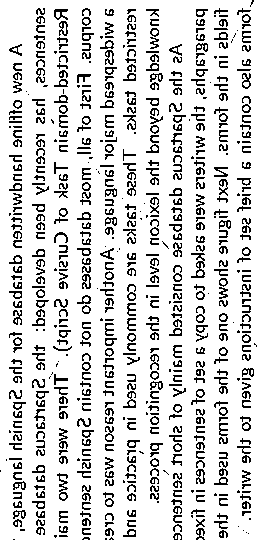 A new offline handwritten database for the Spanish language,
sentences, has recently been developed: the Spartacus database
Restricted-domain Task of Cursive Script). There were two mai
corpus. First of all, most databases do not contain Spanish senten
a widespread major language. Another important reason was to crea
restricted tasks. These tasks are commonly used in practice and
knowledge beyond the lexicon level in the recognition process.
As the Spartacus database consisted mainly of short sentence
paragraphs, the writers were asked to copy a set of sentences in fixe
fields in the forms. Next figure shows one of the forms used in the
forms also contain a brief set of instructions given to the writer.